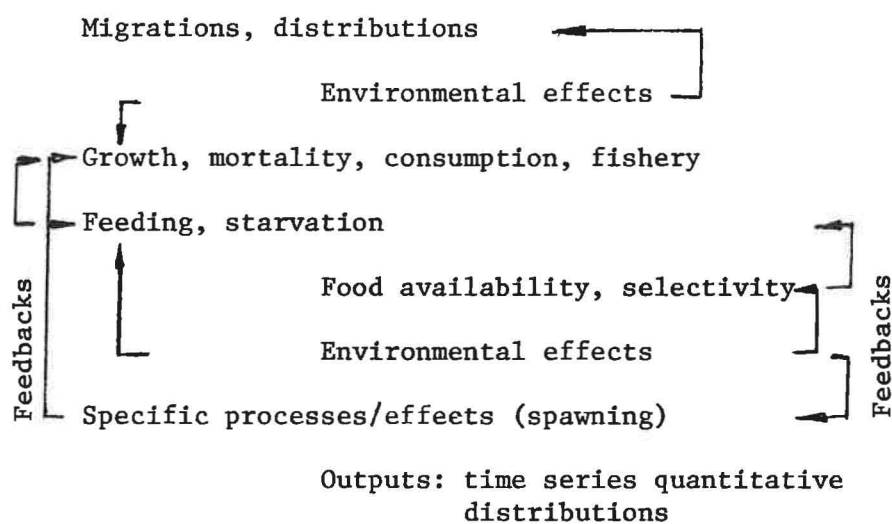 Migrations, distributions
Environmental effects
Growth, mortality, consumption, fishery
Feeding, starvation
Food availability, selectivity
Environmental effects
Specific processes/effeets (spawning)
Outputs: time series quantitative
distributions
Feedbacks
Feedbacks